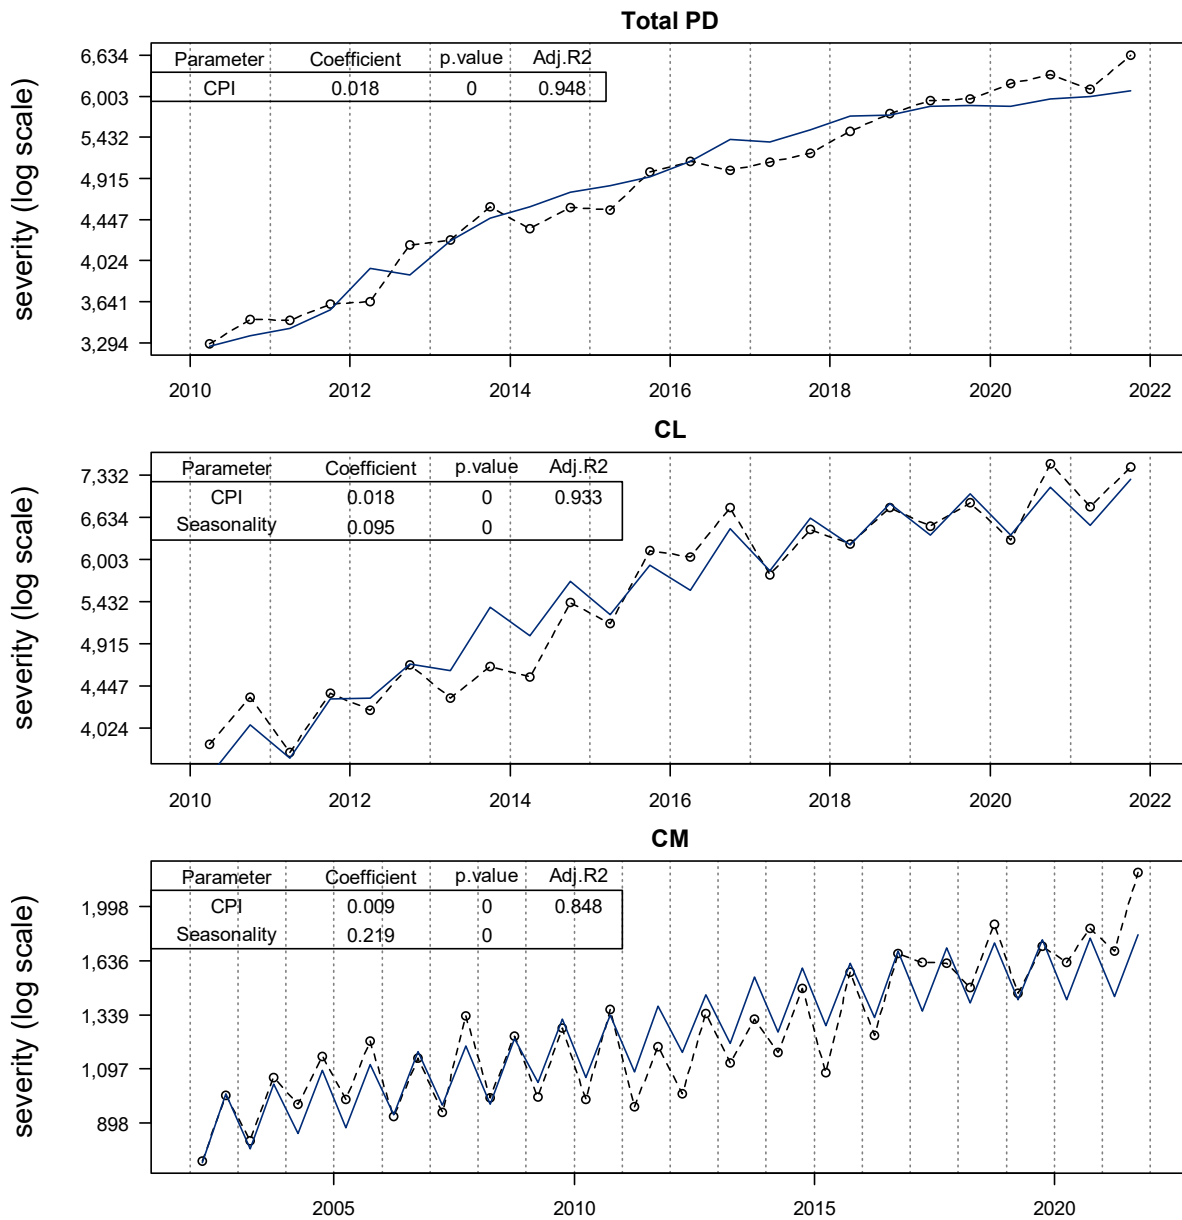 Total PD
severity (log scale)
6,634
6,003
5,432
4,915
4,447
4,024
3,641
3,294
Parameter Coefficient p.value Adj.R2
CPI 0.018 0 0.948
2010 2012 2014 2016 2018 2020 2022
CL
severity (log scale)
7,332
6,634
6,003
5,432
4,915
4,447
4,024
Parameter Coefficient p.value Adj.R2
CPI 0.018 0 0.933
Seasonality 0.095 0
2010 2012 2014 2016 2018 2020 2022
CM
severity (log scale)
1,998
1,636
1,339
1,097
898
Parameter Coefficient p.value Adj.R2
CPI 0.009 0 0.848
Seasonality 0.219 0
2005 2010 2015 2020